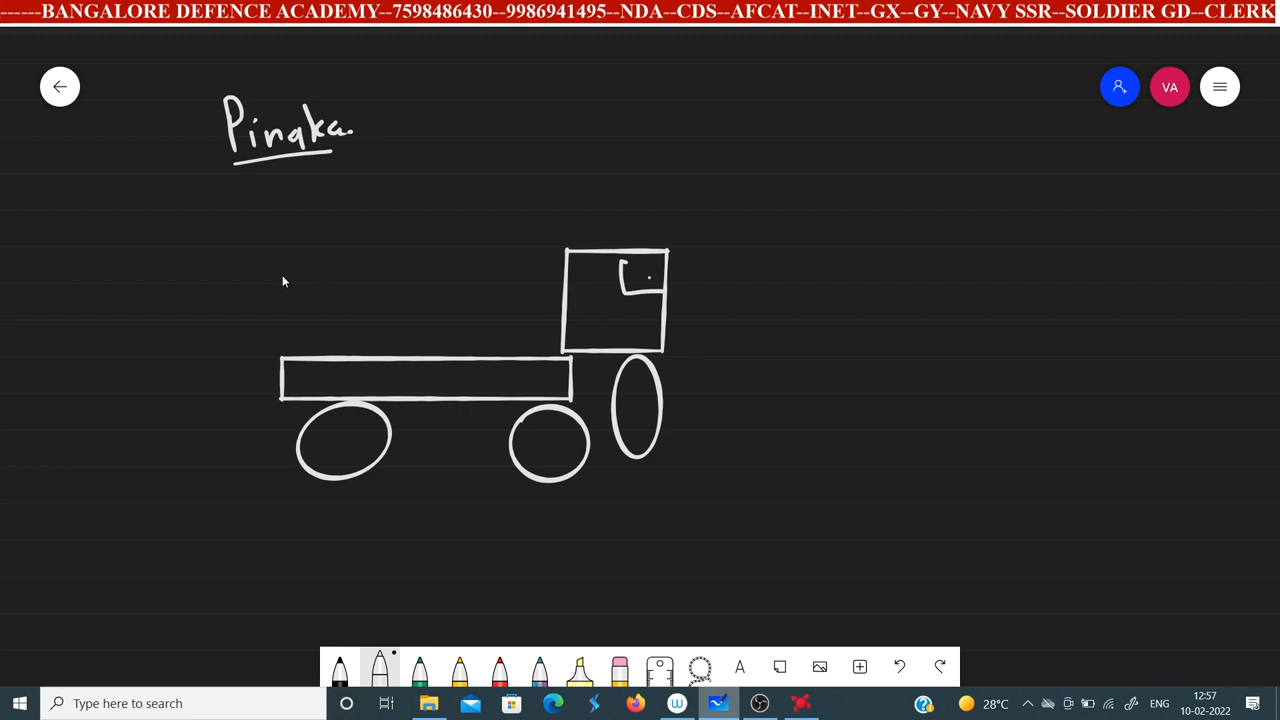 ------BANGALORE DEFENCE ACADEMY--7598486430--9986941495--NDA--CDS--AFCAT--INET--GX--GY--NAVY SSR--SOLDIER GD--CLERK
VA
Pinaka.
A
Type here to search
W
28°C
ENG
12:57
10-02-2022